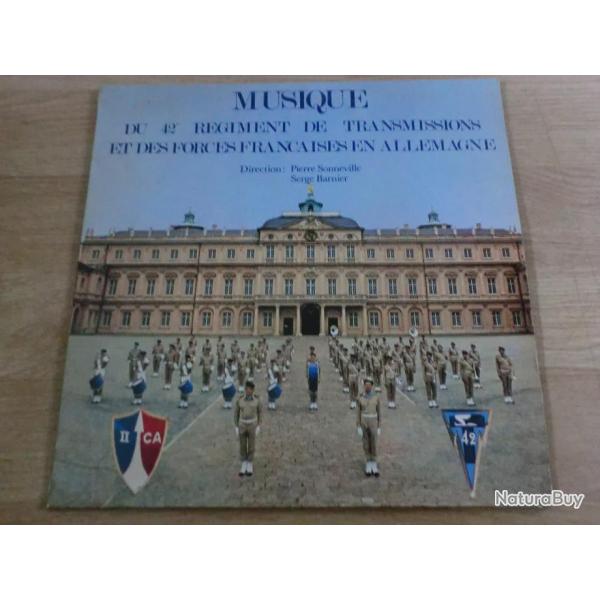 MUSIQUE
DU 42e REGIMENT DE TRANSMISSIONS
ET DES FORCES FRANCAISES EN ALLEMAGNE
Direction: Pierre Sonneville
Serge Barnier
II CA
42
NaturaBuy